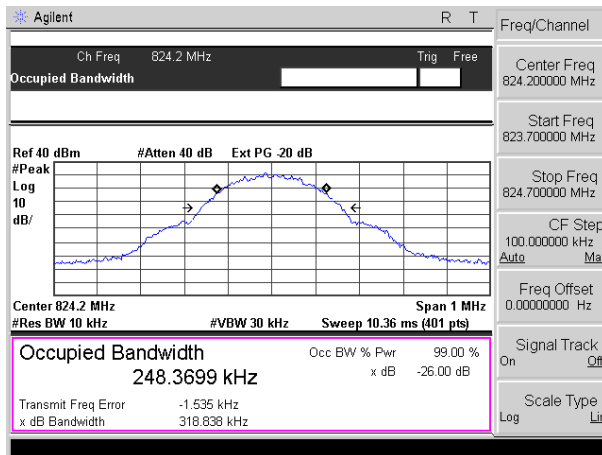 Agilent R T
Ch Freq 824.2 MHz Trig Free
Occupied Bandwidth
Ref 40 dBm #Atten 40 dB Ext PG -20 dB
#Peak
Log
10
dB/
Center 824.2 MHz Span 1 MHz
#Res BW 10 kHz #VBW 30 kHz Sweep 10.36 ms (401 pts)
Occupied Bandwidth Occ BW % Pwr 99.00 %
248.3699 kHz x dB -26.00 dB
Transmit Freq Error -1.535 kHz
x dB Bandwidth 318.838 kHz
Freq/Channel
Center Freq
824.200000 MHz
Start Freq
823.700000 MHz
Stop Freq
824.700000 MHz
CF Step
100.000000 kHz
Auto Ma
Freq Offset
0.00000000 Hz
Signal Track
On Off
Scale Type
Log Lin